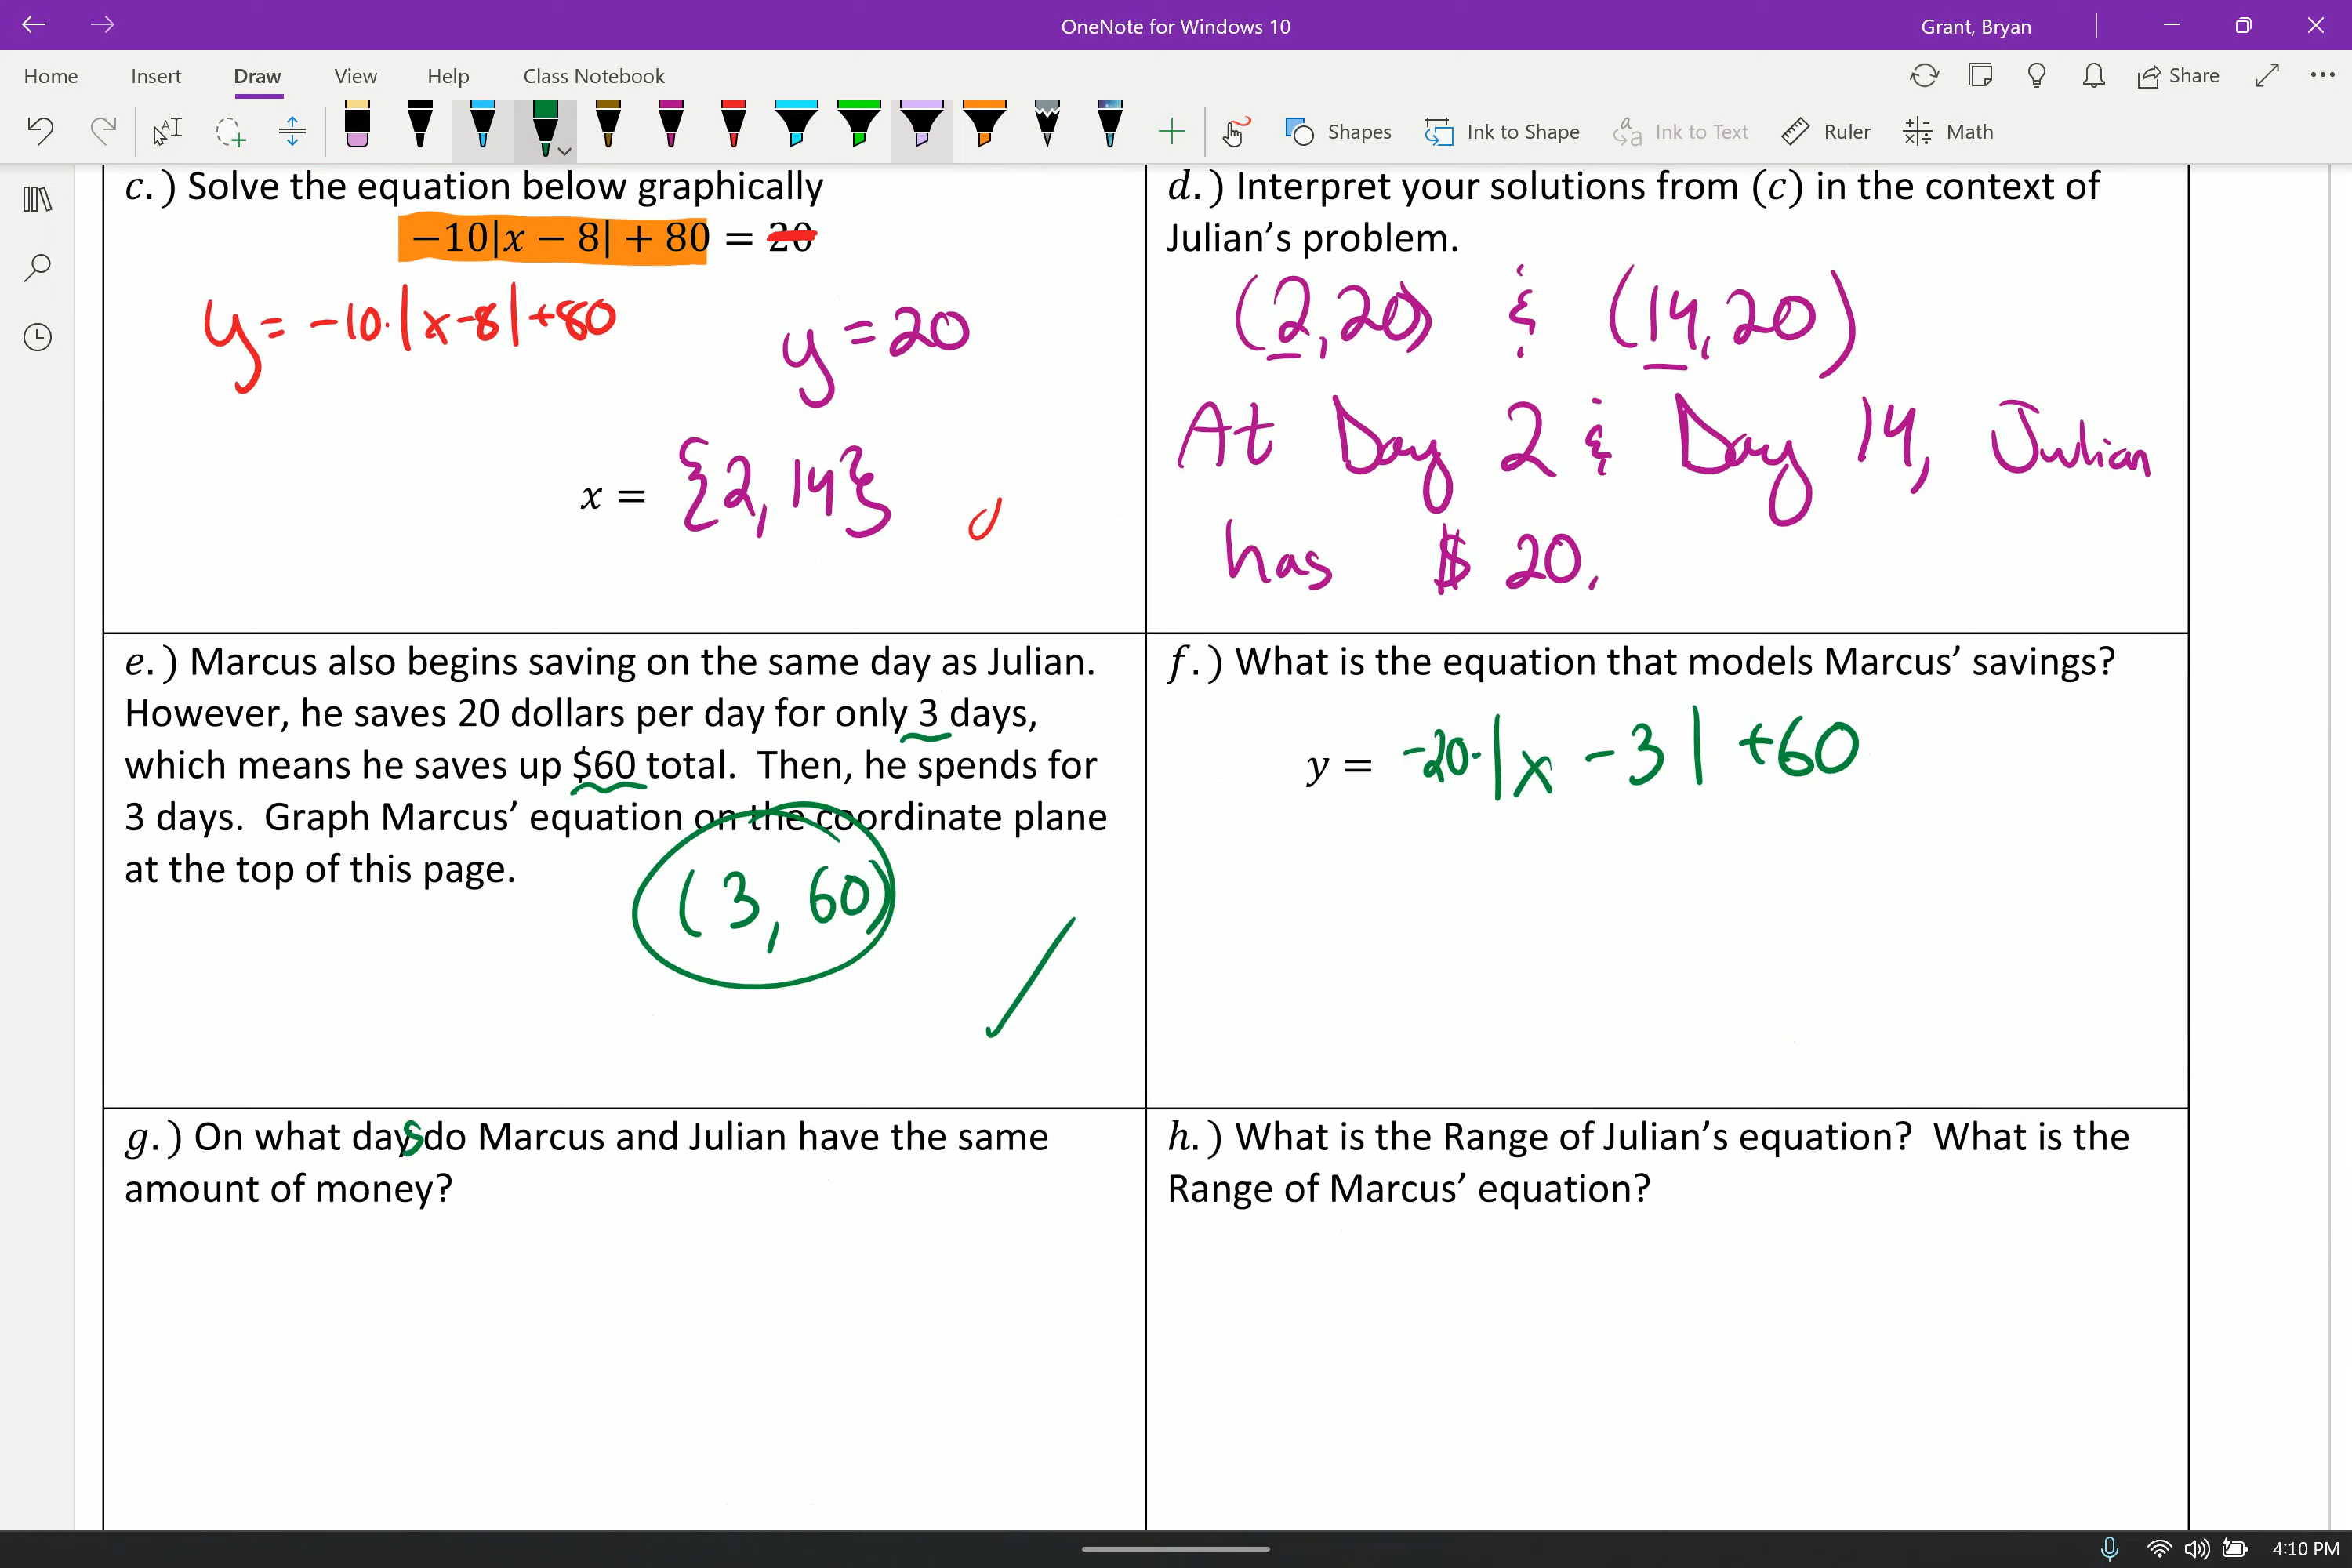 OneNote for Windows 10
Grant, Bryan
Home Insert Draw View Help Class Notebook
Share
Shapes Ink to Shape Ink to Text Ruler Math
c.) Solve the equation below graphically
−10|x − 8| + 80 = 20
y = -10·|x-8|+80
y = 20
x = {2, 14}
d.) Interpret your solutions from (c) in the context of
Julian’s problem.
(2,20) & (14,20)
At Day 2 & Day 14, Julian
has $ 20.
e.) Marcus also begins saving on the same day as Julian.
However, he saves 20 dollars per day for only 3 days,
which means he saves up $60 total. Then, he spends for
3 days. Graph Marcus’ equation on the coordinate plane
at the top of this page.
(3, 60)
f.) What is the equation that models Marcus’ savings?
y = -20·|x - 3| +60
g.) On what days do Marcus and Julian have the same
amount of money?
h.) What is the Range of Julian’s equation? What is the
Range of Marcus’ equation?
4:10 PM